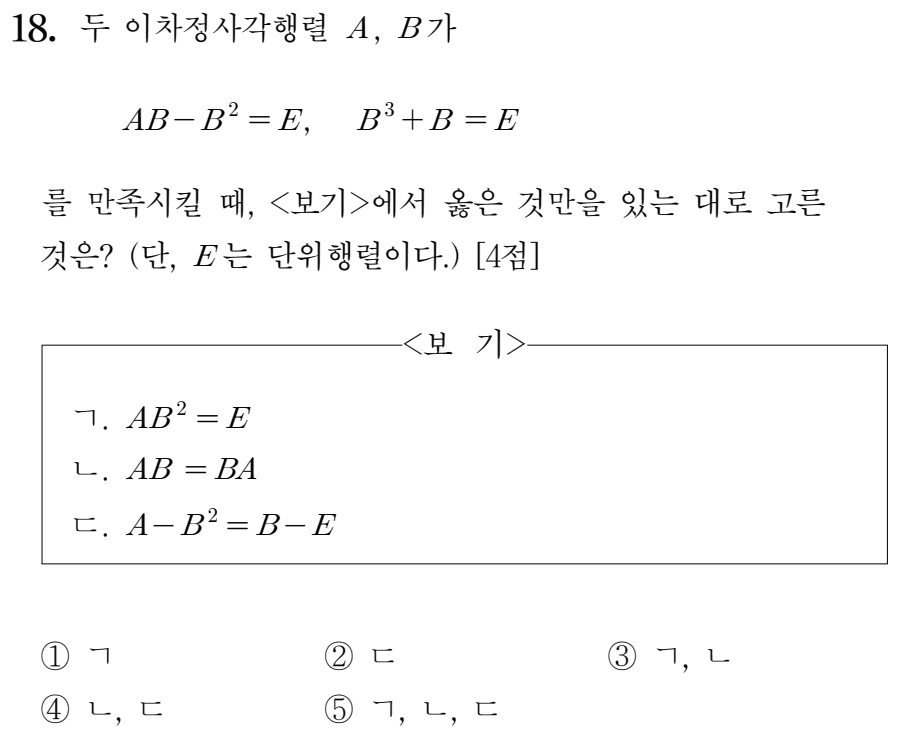 18. 두 이차정사각행렬 A, B가
AB－B² = E, B³＋B = E
를 만족시킬 때, <보기>에서 옳은 것만을 있는 대로 고른
것은? (단, E는 단위행렬이다.) [4점]
<보 기>
ㄱ. AB² = E
ㄴ. AB = BA
ㄷ. A－B² = B－E
① ㄱ ② ㄷ ③ ㄱ, ㄴ
④ ㄴ, ㄷ ⑤ ㄱ, ㄴ, ㄷ